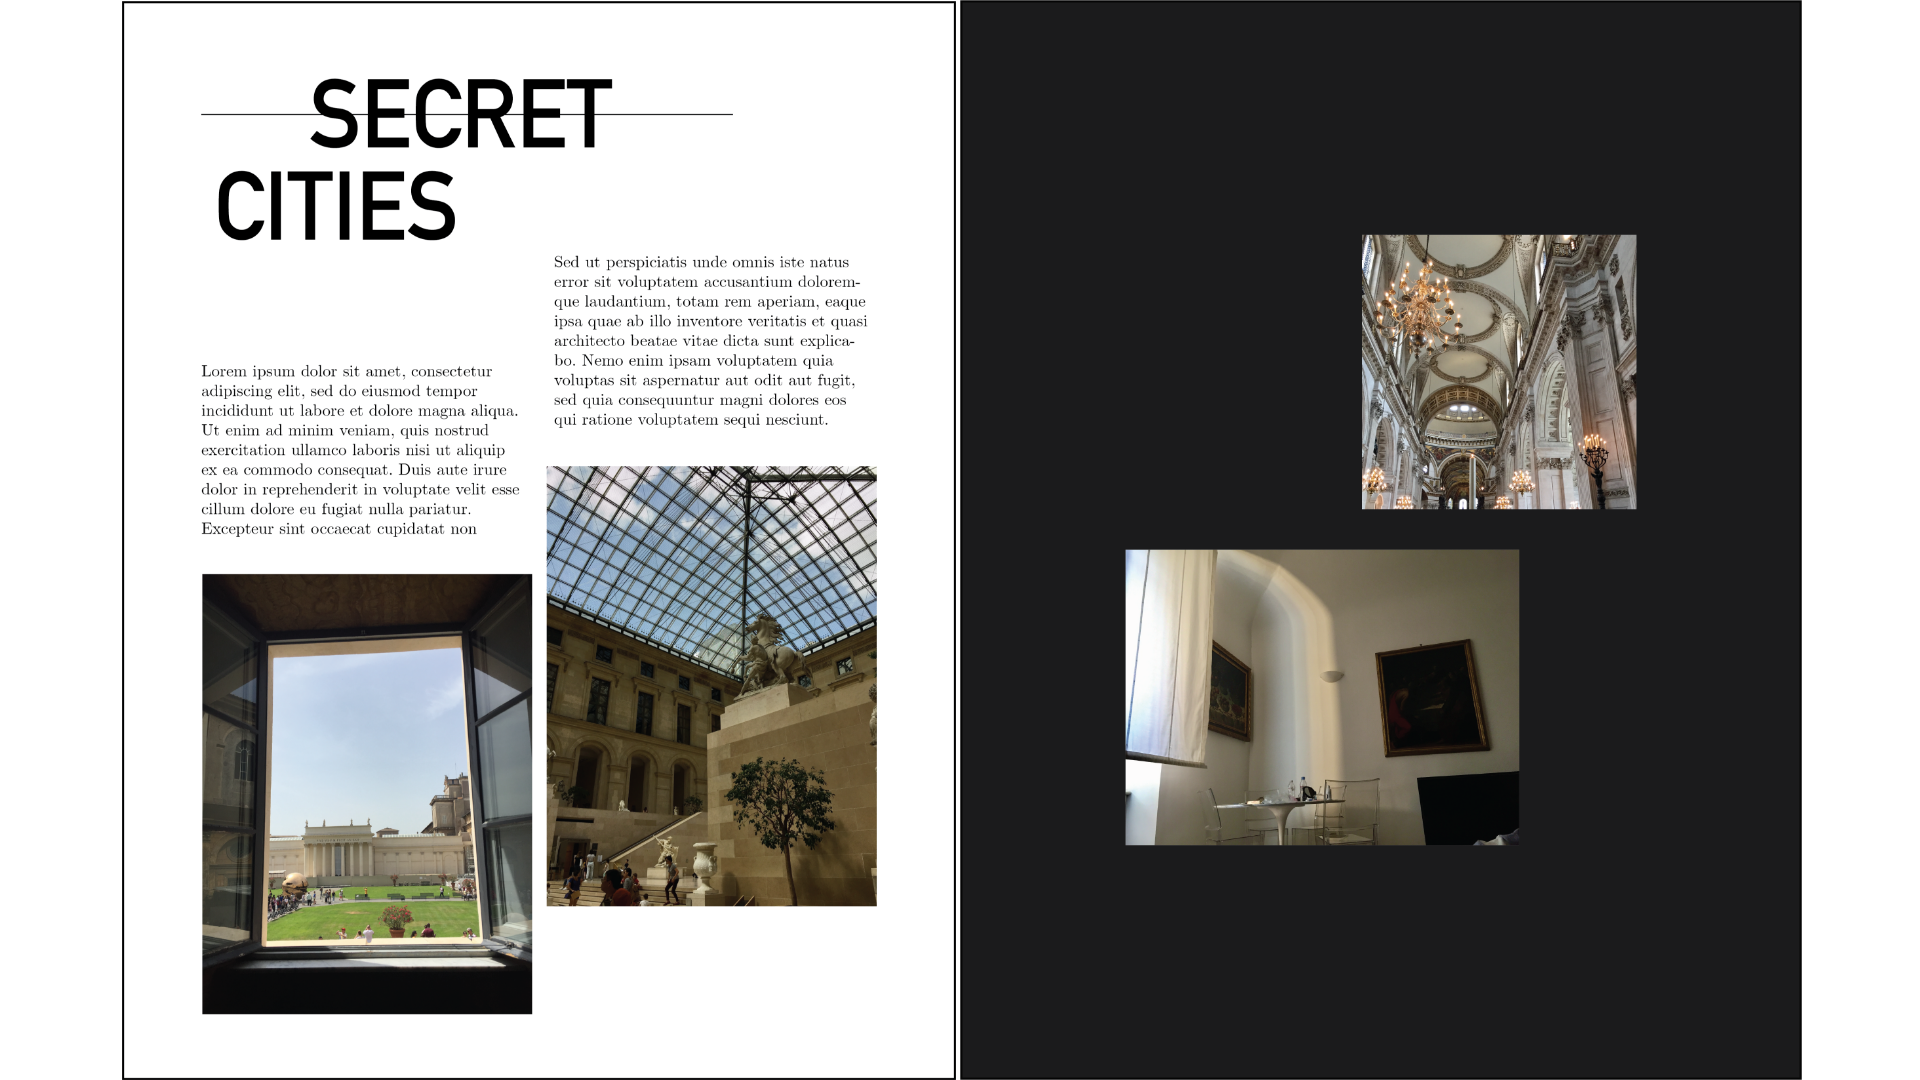 SECRET
CITIES
Lorem ipsum dolor sit amet, consectetur
adipiscing elit, sed do eiusmod tempor
incididunt ut labore et dolore magna aliqua.
Ut enim ad minim veniam, quis nostrud
exercitation ullamco laboris nisi ut aliquip
ex ea commodo consequat. Duis aute irure
dolor in reprehenderit in voluptate velit esse
cillum dolore eu fugiat nulla pariatur.
Excepteur sint occaecat cupidatat non
Sed ut perspiciatis unde omnis iste natus
error sit voluptatem accusantium dolorem-
que laudantium, totam rem aperiam, eaque
ipsa quae ab illo inventore veritatis et quasi
architecto beatae vitae dicta sunt explica-
bo. Nemo enim ipsam voluptatem quia
voluptas sit aspernatur aut odit aut fugit,
sed quia consequuntur magni dolores eos
qui ratione voluptatem sequi nesciunt.